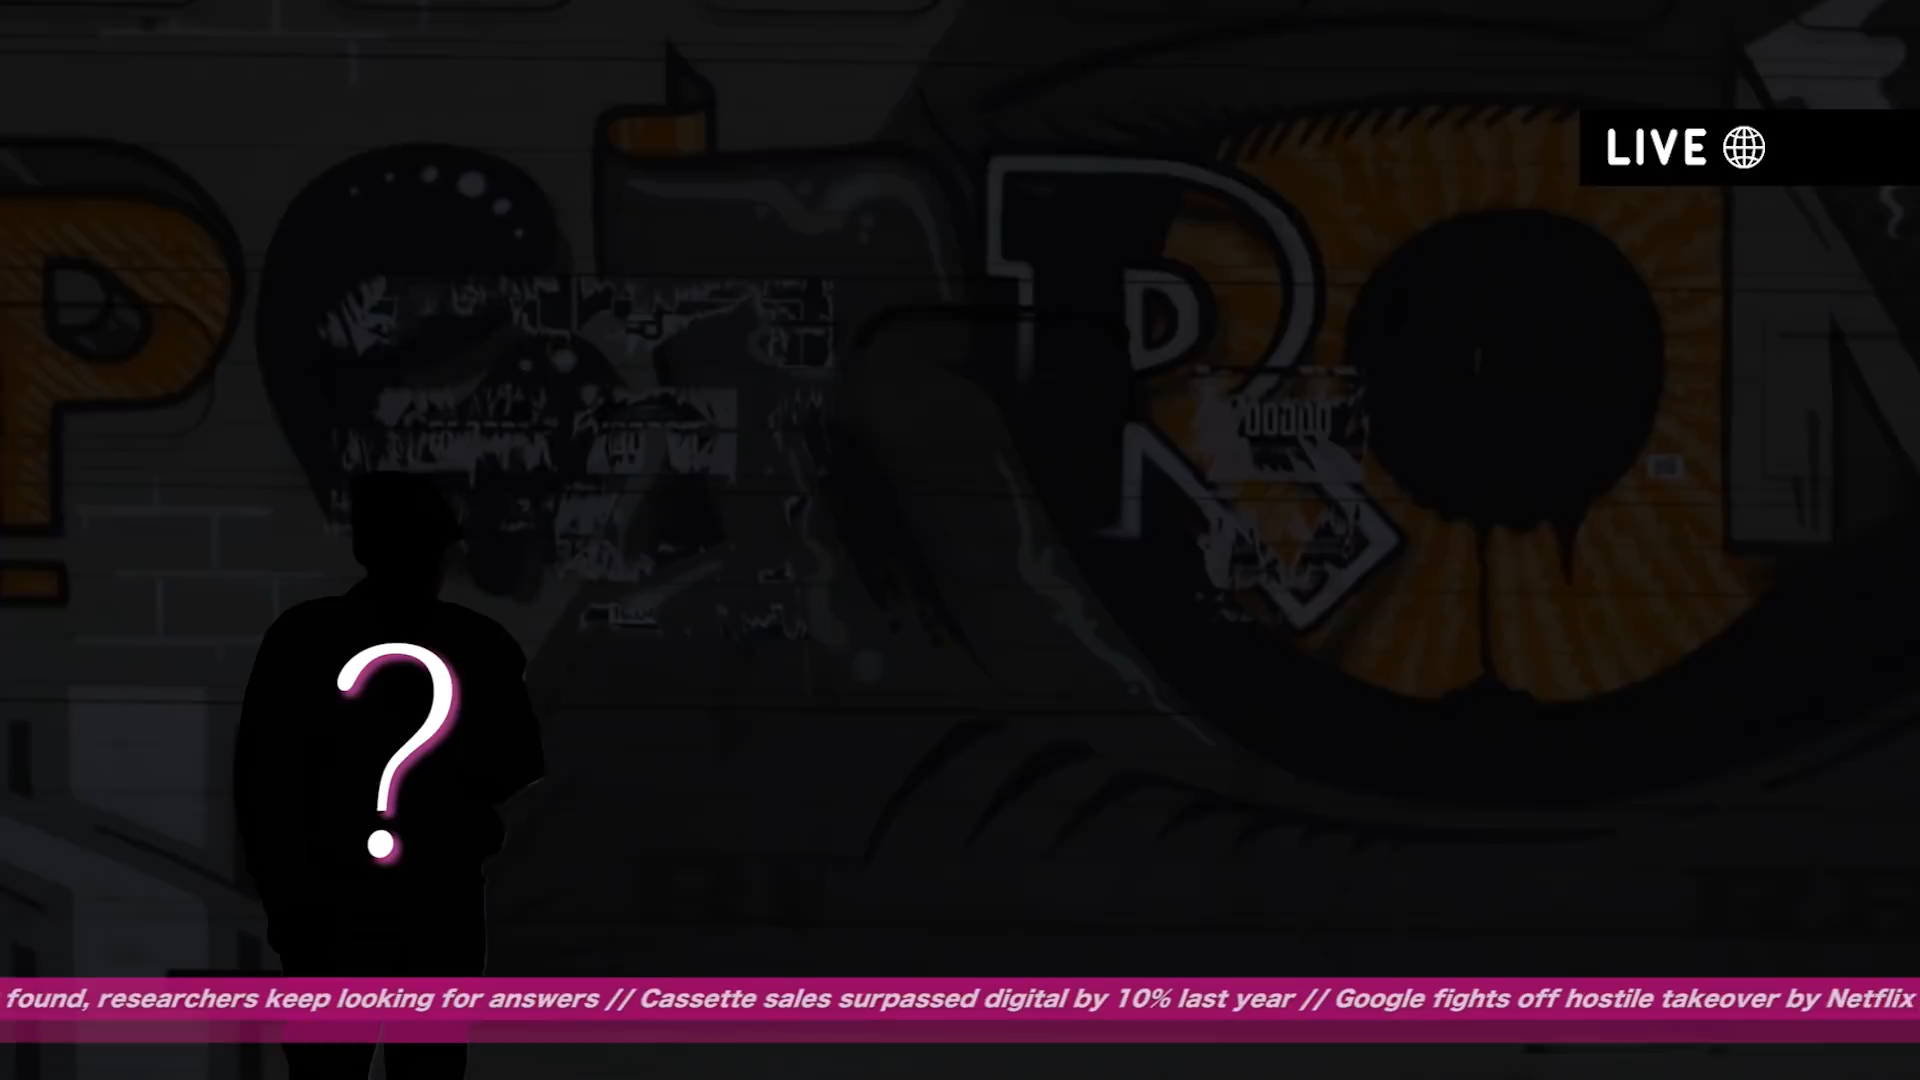 LIVE
P
R
?
found, researchers keep looking for answers // Cassette sales surpassed digital by 10% last year // Google fights off hostile takeover by Netflix